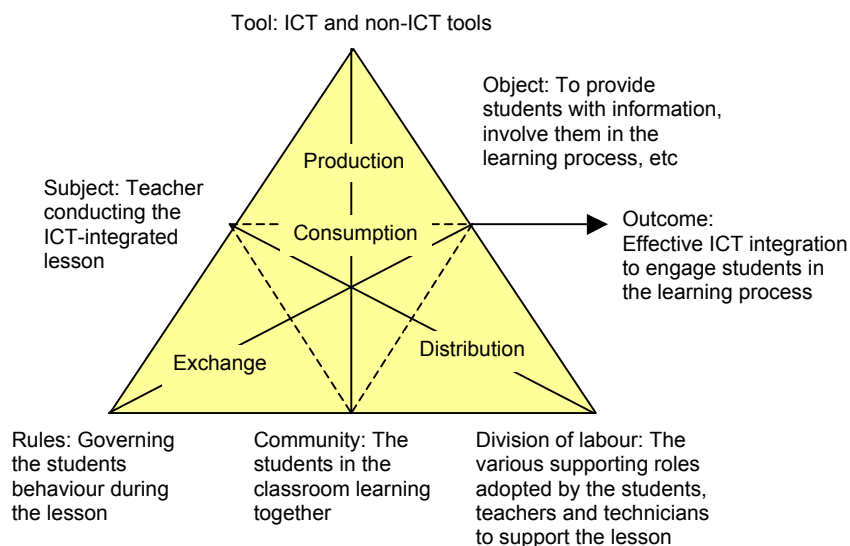 Tool: ICT and non-ICT tools
Object: To provide
students with information,
involve them in the
learning process, etc
Production
Subject: Teacher
conducting the
ICT-integrated
lesson
Consumption
Outcome:
Effective ICT integration
to engage students in
the learning process
Exchange
Distribution
Rules: Governing
the students
behaviour during
the lesson
Community: The
students in the
classroom learning
together
Division of labour: The
various supporting roles
adopted by the students,
teachers and technicians
to support the lesson